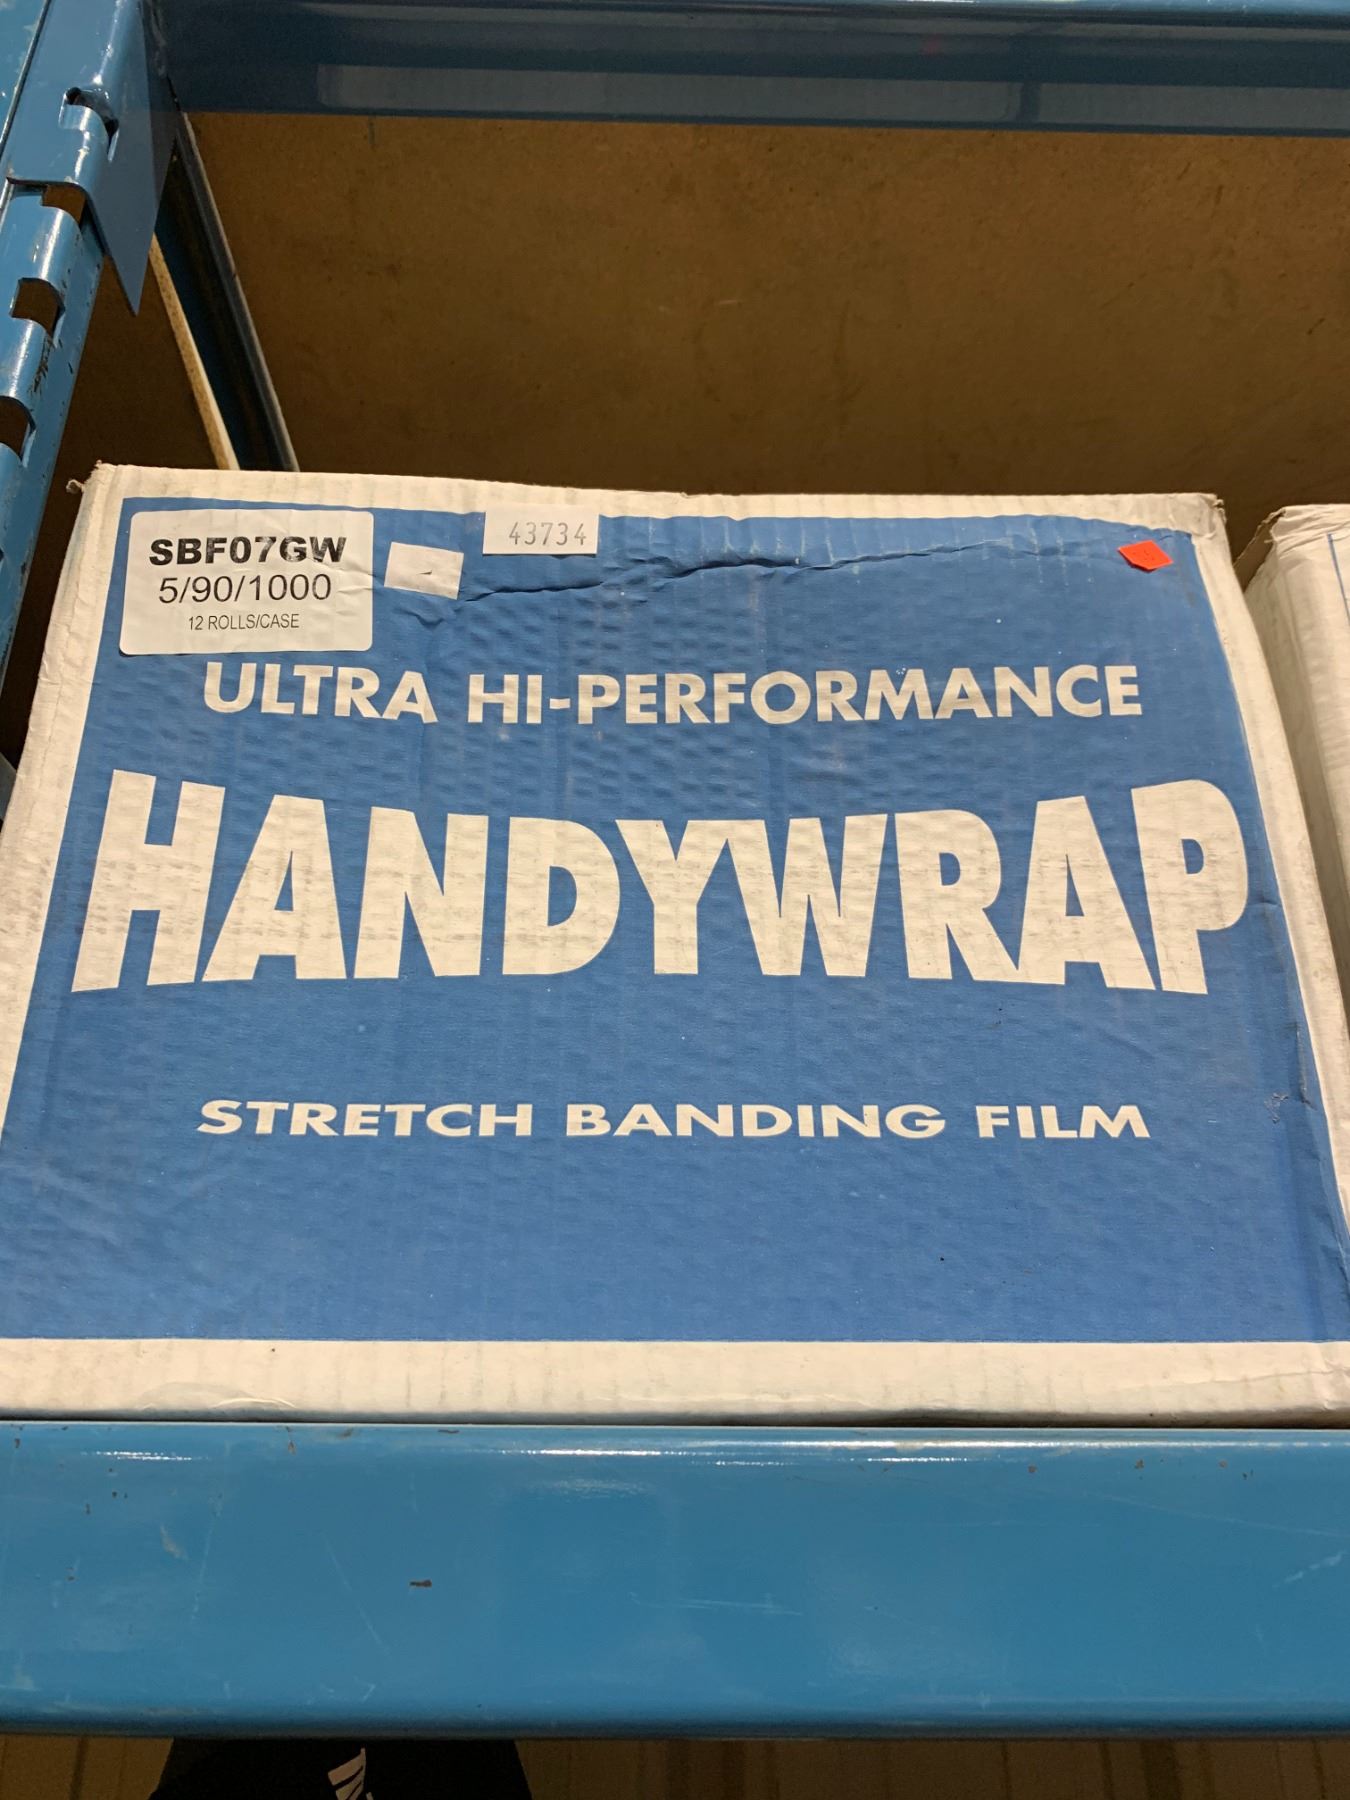 SBF07GW
5/90/1000
12 ROLLS/CASE
43734
ULTRA HI-PERFORMANCE
HANDYWRAP
STRETCH BANDING FILM